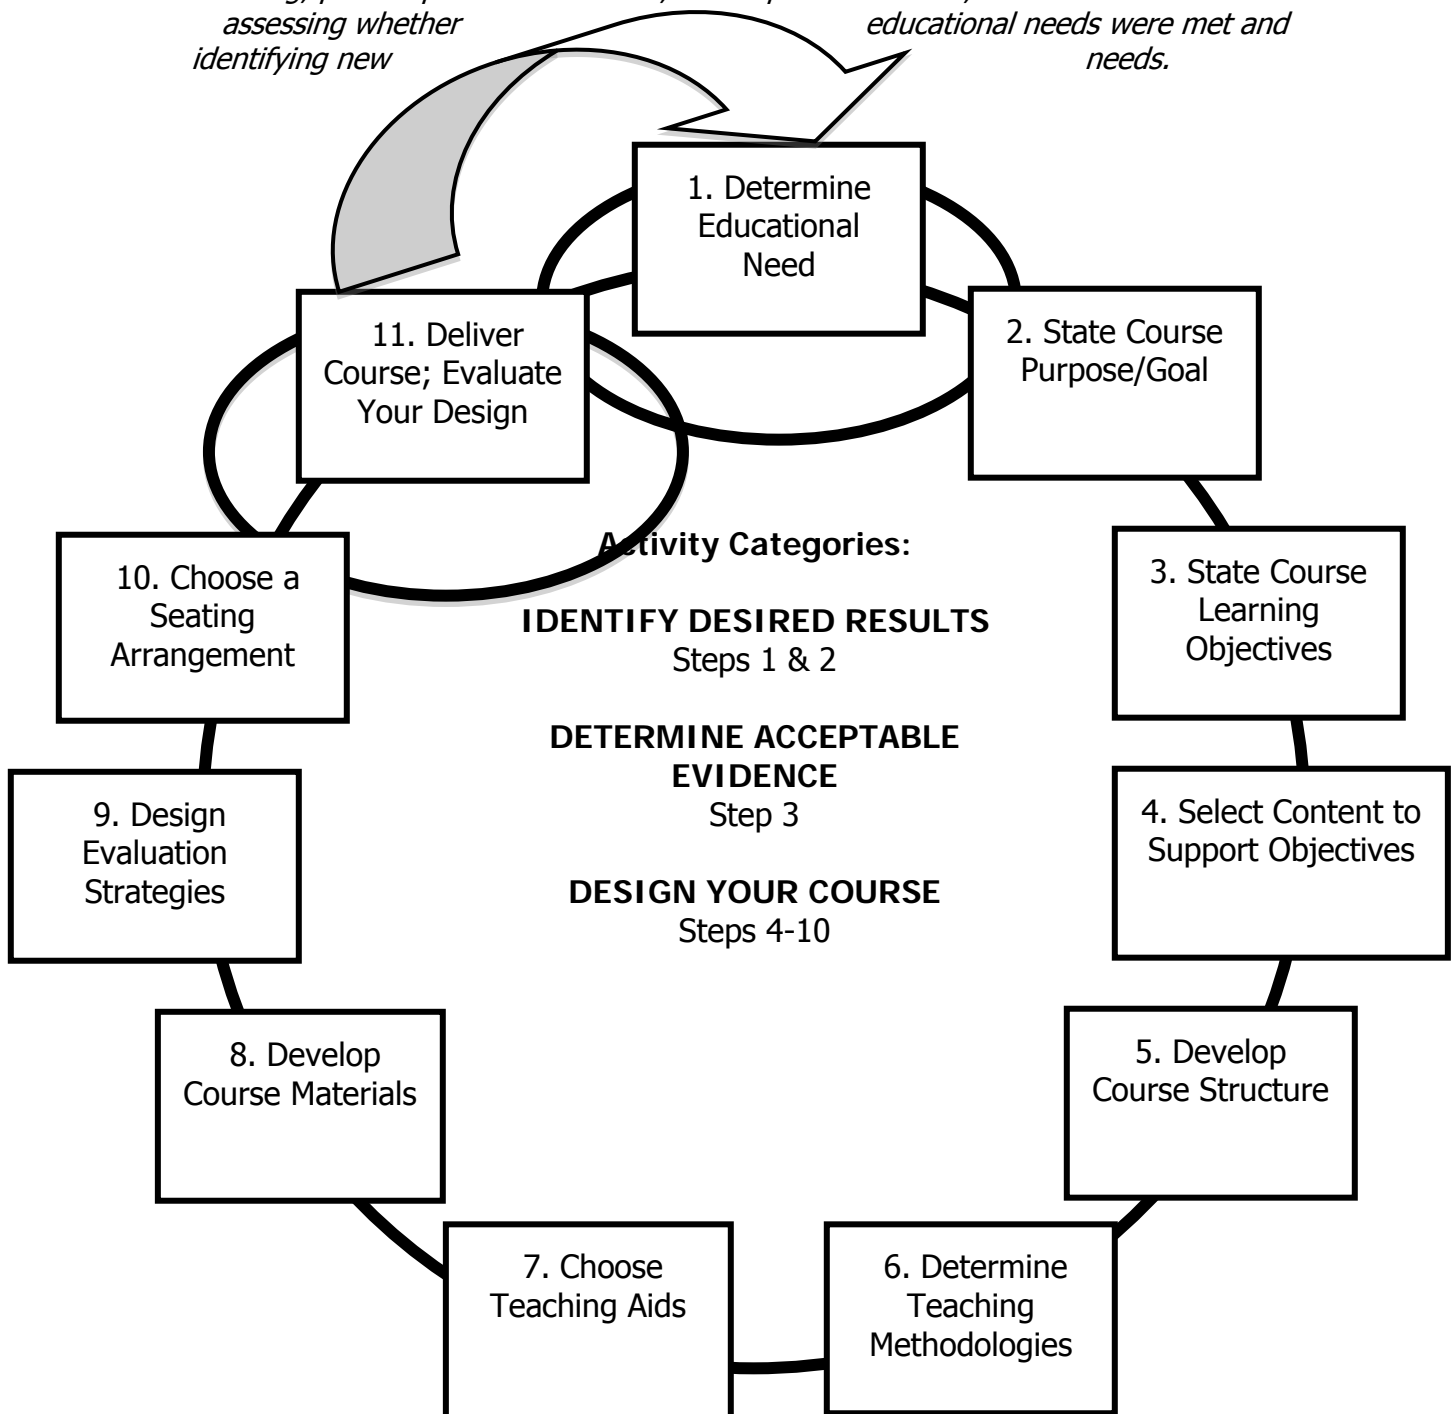 assessing whether educational needs were met and
identifying new needs.
1. Determine
Educational
Need
2. State Course
Purpose/Goal
3. State Course
Learning
Objectives
4. Select Content to
Support Objectives
5. Develop
Course Structure
6. Determine
Teaching
Methodologies
7. Choose
Teaching Aids
8. Develop
Course Materials
9. Design
Evaluation
Strategies
10. Choose a
Seating
Arrangement
11. Deliver
Course; Evaluate
Your Design
Activity Categories:
IDENTIFY DESIRED RESULTS
Steps 1 & 2
DETERMINE ACCEPTABLE
EVIDENCE
Step 3
DESIGN YOUR COURSE
Steps 4-10